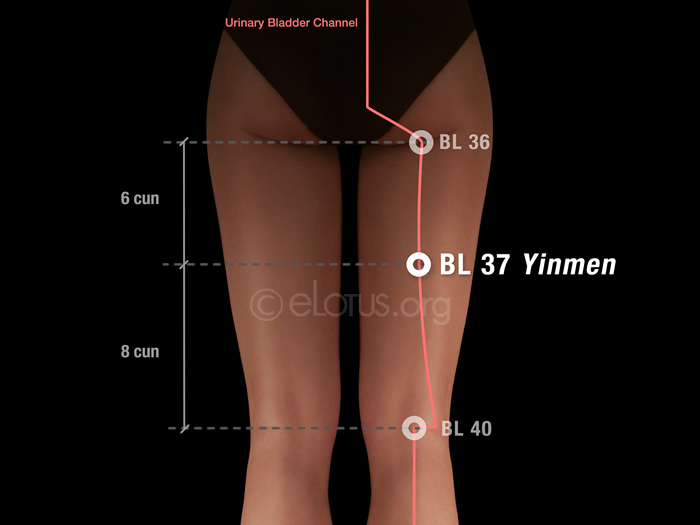 Urinary Bladder Channel
BL 36
6 cun
BL 37 Yinmen
© eLotus.org
8 cun
BL 40